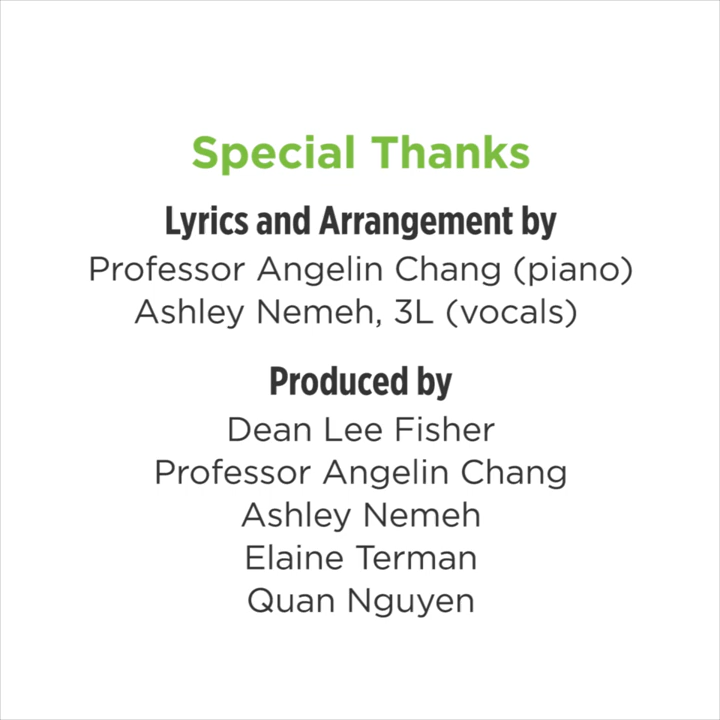 Special Thanks
Lyrics and Arrangement by
Professor Angelin Chang (piano)
Ashley Nemeh, 3L (vocals)
Produced by
Dean Lee Fisher
Professor Angelin Chang
Ashley Nemeh
Elaine Terman
Quan Nguyen